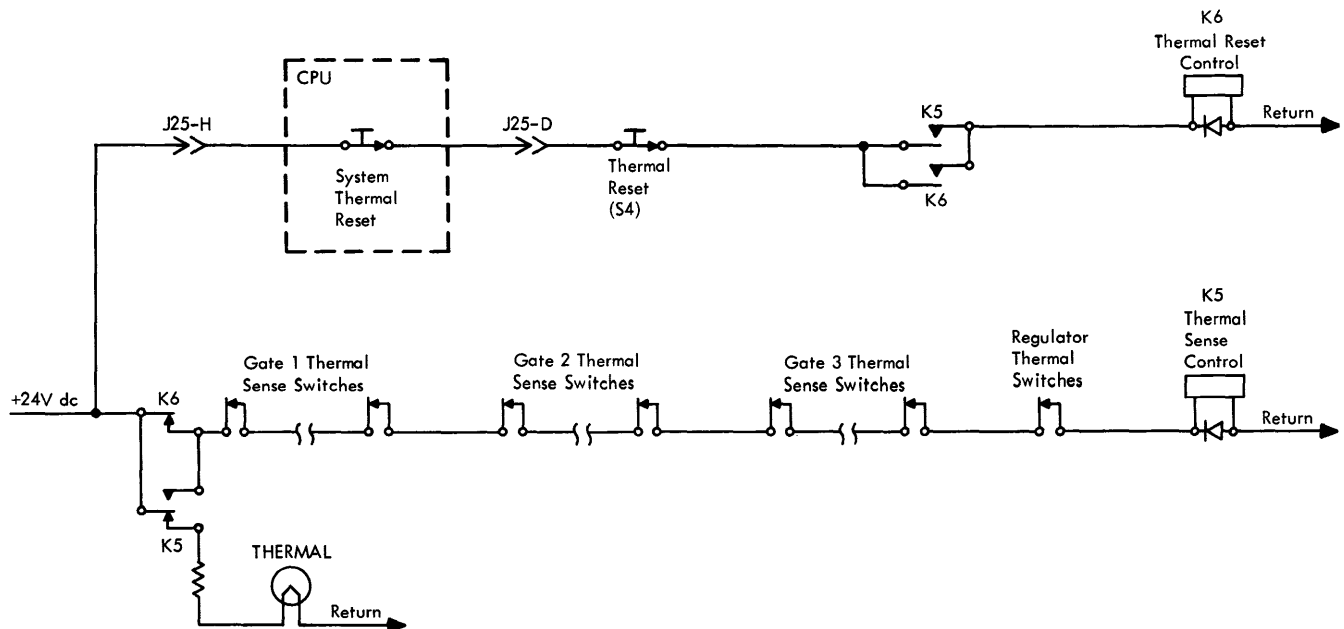 K6
Thermal Reset
Control
CPU
J25-H
J25-D
K5
Return
System
Thermal
Reset
Thermal
Reset
(S4)
K6
K5
Thermal
Sense
Control
Regulator
Thermal
Switches
Gate 1 Thermal
Sense Switches
Gate 2 Thermal
Sense Switches
Gate 3 Thermal
Sense Switches
+24V dc
K6
Return
K5
THERMAL
Return